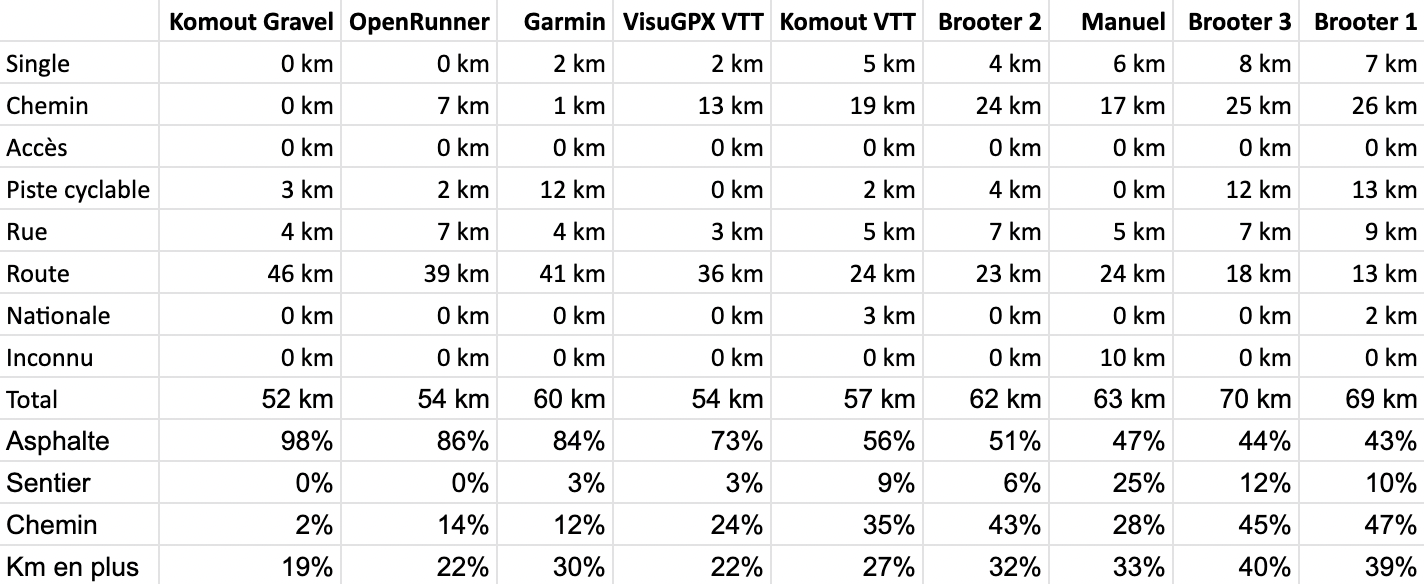 Komout Gravel OpenRunner Garmin VisuGPX VTT Komout VTT Brooter 2 Manuel Brooter 3 Brooter 1
Single 0 km 0 km 2 km 2 km 5 km 4 km 6 km 8 km 7 km
Chemin 0 km 7 km 1 km 13 km 19 km 24 km 17 km 25 km 26 km
Accès 0 km 0 km 0 km 0 km 0 km 0 km 0 km 0 km 0 km
Piste cyclable 3 km 2 km 12 km 0 km 2 km 4 km 0 km 12 km 13 km
Rue 4 km 7 km 4 km 3 km 5 km 7 km 5 km 7 km 9 km
Route 46 km 39 km 41 km 36 km 24 km 23 km 24 km 18 km 13 km
Nationale 0 km 0 km 0 km 0 km 3 km 0 km 0 km 0 km 2 km
Inconnu 0 km 0 km 0 km 0 km 0 km 0 km 10 km 0 km 0 km
Total 52 km 54 km 60 km 54 km 57 km 62 km 63 km 70 km 69 km
Asphalte 98% 86% 84% 73% 56% 51% 47% 44% 43%
Sentier 0% 0% 3% 3% 9% 6% 25% 12% 10%
Chemin 2% 14% 12% 24% 35% 43% 28% 45% 47%
Km en plus 19% 22% 30% 22% 27% 32% 33% 40% 39%